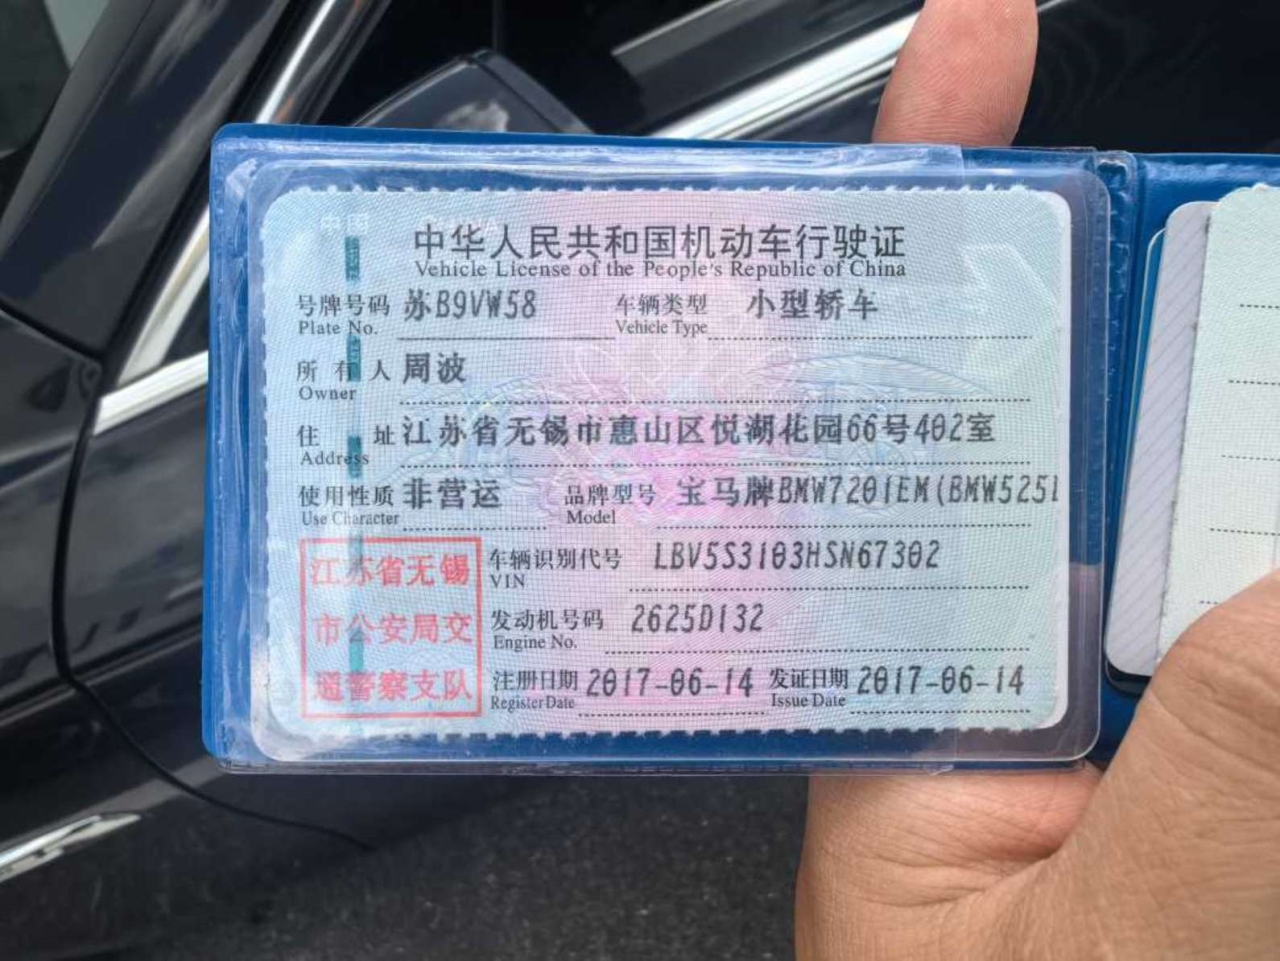 中华人民共和国机动车行驶证
Vehicle License of the People's Republic of China
号牌号码 苏B9VW58 车辆类型 小型轿车
Plate No. Vehicle Type
所有人 周波
Owner
住址 江苏省无锡市惠山区悦湖花园66号402室
Address
使用性质 非营运 品牌型号 宝马牌BMW7201EM(BMW525l
Use Character Model
江苏省无锡
市公安局交
通警察支队
车辆识别代号 LBV5S3103HSN67302
VIN
发动机号码 2625D132
Engine No.
注册日期 2017-06-14 发证日期 2017-06-14
Register Date Issue Date